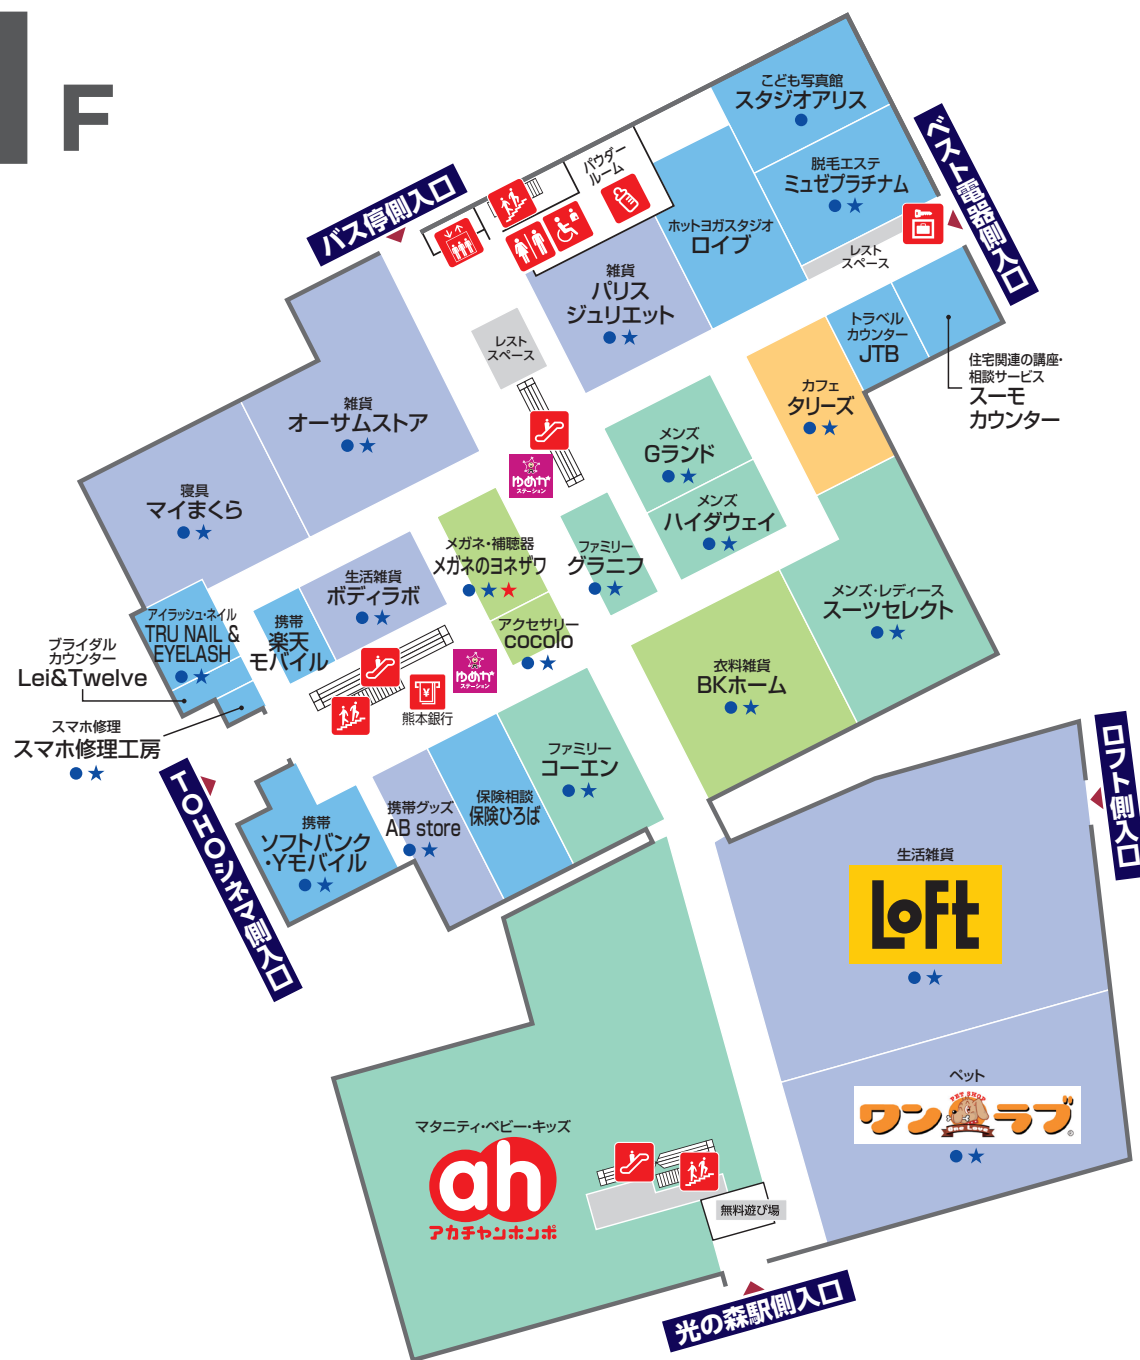 1F
こども写真館
スタジオアリス
脱毛エステ
ミュゼプラチナム
ベスト電器側入口
パウダー
ルーム
バス停側入口
ホットヨガスタジオ
ロイブ
レスト
スペース
雑貨
パリス
ジュリエット
トラベル
カウンター
JTB
住宅関連の講座・
相談サービス
スーモ
カウンター
レスト
スペース
カフェ
タリーズ
雑貨
オーサムストア
メンズ
Gランド
ゆめか
ステーション
寝具
マイまくら
メンズ
ハイダウェイ
メガネ・補聴器
メガネのヨネザワ
ファミリー
グラニフ
生活雑貨
ボディラボ
メンズ・レディース
スーツセレクト
アイラッシュ・ネイル
TRU NAIL &
EYELASH
携帯
楽天
モバイル
アクセサリー
cocolo
ブライダル
カウンター
Lei&Twelve
ゆめか
ステーション
衣料雑貨
BKホーム
¥
熊本銀行
スマホ修理
スマホ修理工房
ファミリー
コーエン
TOHOシネマ側入口
ロフト側入口
携帯グッズ
AB store
保険相談
保険ひろば
携帯
ソフトバンク
・Yモバイル
生活雑貨
LoFt
ペット
PET SHOP
ワンラブ
One Love
®
マタニティ・ベビー・キッズ
ah
アカチャンホンポ
無料遊び場
光の森駅側入口